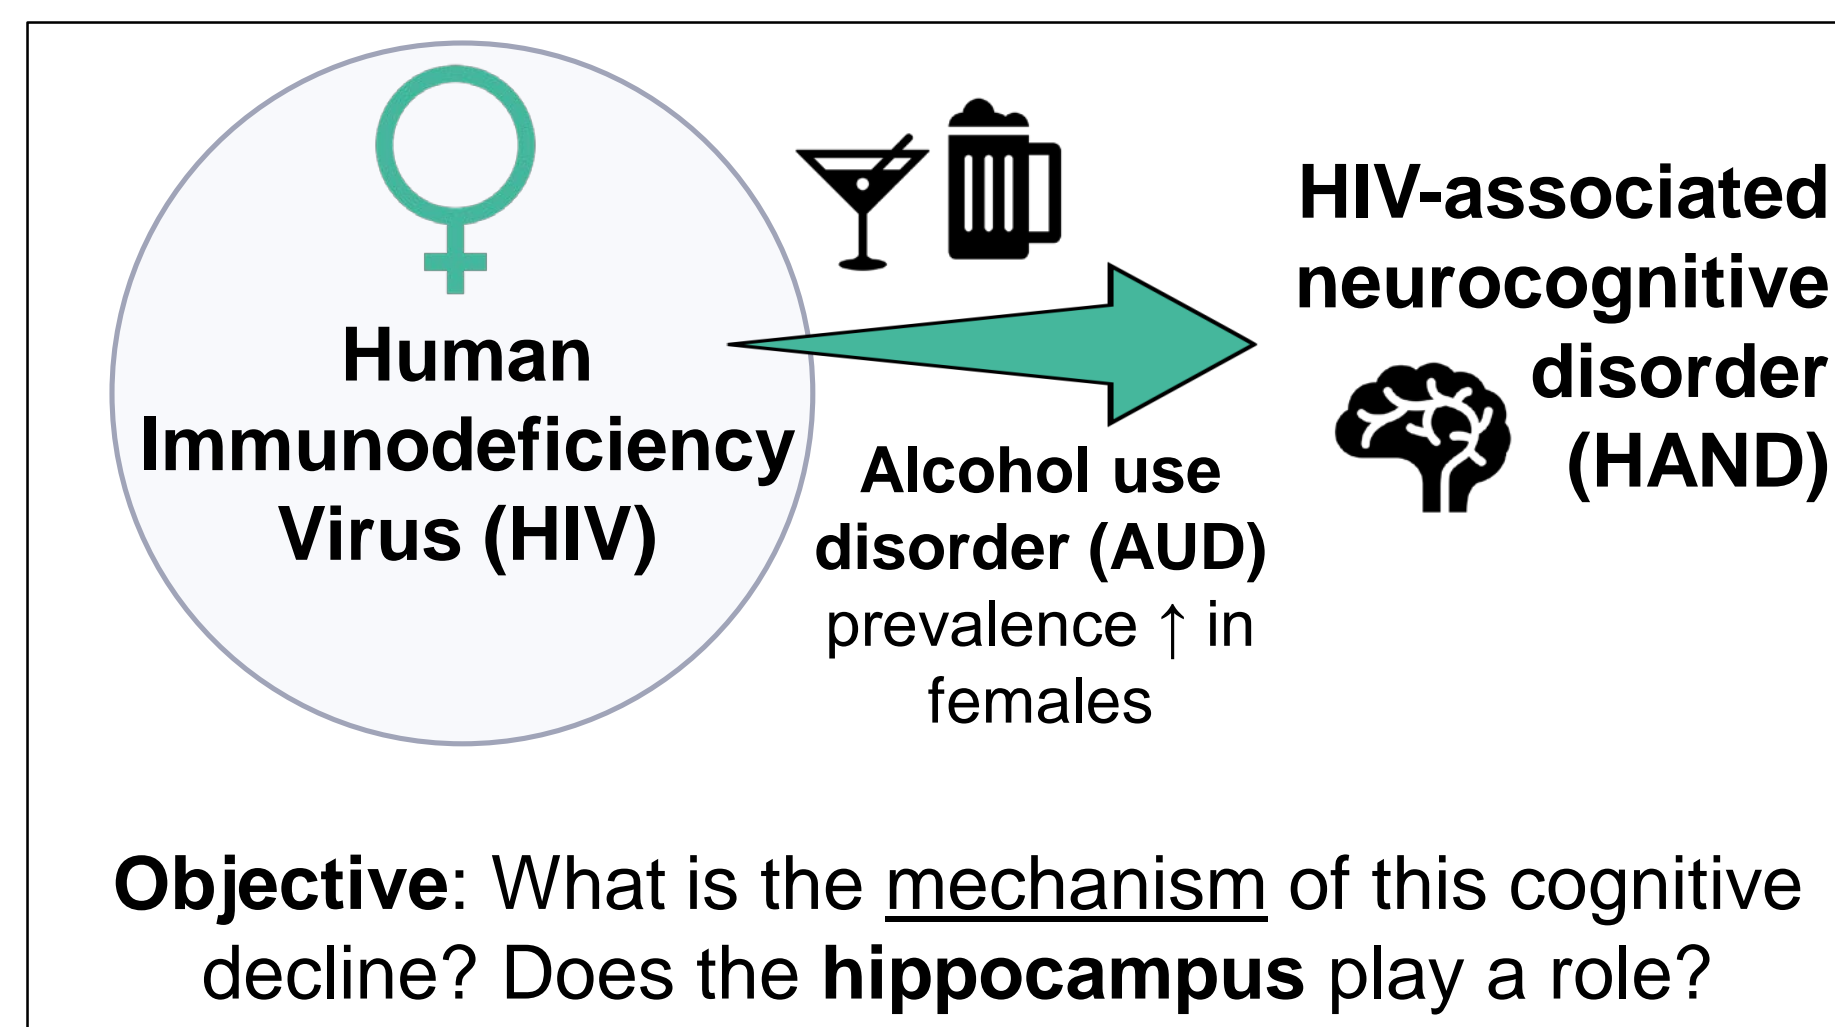 Human
Immunodeficiency
Virus (HIV)
Alcohol use
disorder (AUD)
prevalence ↑ in
females
HIV-associated
neurocognitive
disorder
(HAND)
Objective: What is the mechanism of this cognitive
decline? Does the hippocampus play a role?